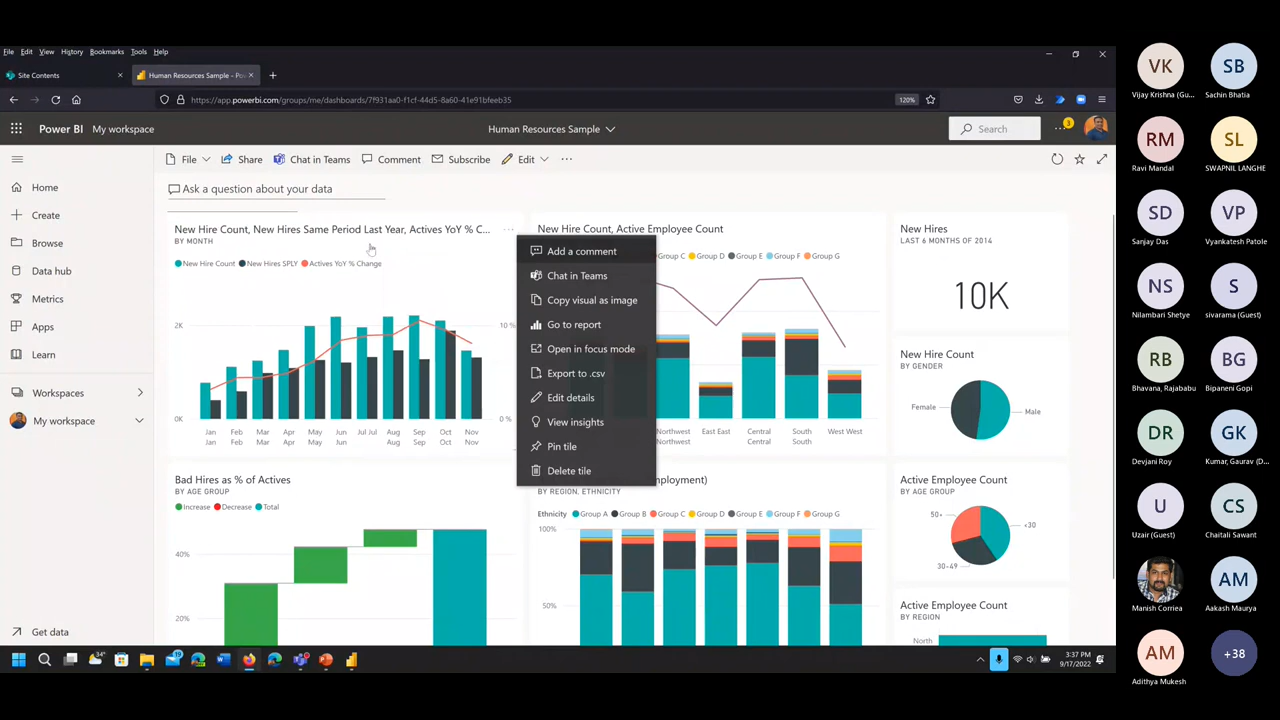 File Edit View History Bookmarks Tools Help
Site Contents
Human Resources Sample - Po
https://app.powerbi.com/groups/me/dashboards/7f931aa0-f1cf-44d5-8a60-41e91bfeeb35
120%
Power BI My workspace
Human Resources Sample
Search
3
File Share Chat in Teams Comment Subscribe Edit
Home
Create
Browse
Data hub
Metrics
Apps
Learn
Workspaces
My workspace
Get data
Ask a question about your data
New Hire Count, New Hires Same Period Last Year, Actives YoY % C...
BY MONTH
New Hire Count New Hires SPLY Actives YoY % Change
2K
0K
10 %
0 %
Jan Feb Mar Apr May Jun Jul Jul Aug Sep Oct Nov
Jan Feb Mar Apr May Jun Aug Sep Oct Nov
Add a comment
Chat in Teams
Copy visual as image
Go to report
Open in focus mode
Export to .csv
Edit details
View insights
Pin tile
Delete tile
New Hire Count, Active Employee Count
Group C Group D Group E Group F Group G
Northwest East East Central South West West
Northwest Central South
New Hires
LAST 6 MONTHS OF 2014
10K
New Hire Count
BY GENDER
Female
Male
Bad Hires as % of Actives
BY AGE GROUP
Increase Decrease Total
40%
20%
ployment)
BY REGION, ETHNICITY
Ethnicity Group A Group B Group C Group D Group E Group F Group G
100%
50%
Active Employee Count
BY AGE GROUP
50+
<30
30-49
Active Employee Count
BY REGION
North
34°
19
3:37 PM
9/17/2022
VK
Vijay Krishna (Gu...
SB
Sachin Bhatia
RM
Ravi Mandal
SL
SWAPNIL LANGHE
SD
Sanjay Das
VP
Vyankatesh Patole
NS
Nilambari Shetye
S
sivarama (Guest)
RB
Bhavana, Rajababu
BG
Bipaneni Gopi
DR
Devjani Roy
GK
Kumar, Gaurav (D...
U
Uzair (Guest)
CS
Chaitali Sawant
Manish Corriea
AM
Aakash Maurya
AM
Adithya Mukesh
+38